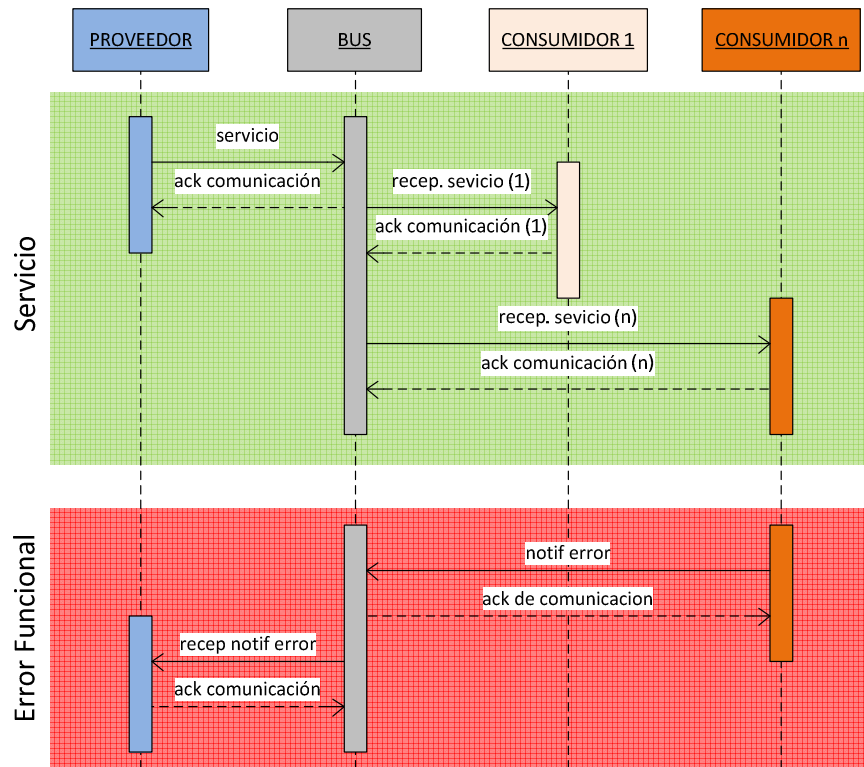 PROVEEDOR
BUS
CONSUMIDOR 1
CONSUMIDOR n
Servicio
servicio
ack comunicación
recep. sevicio (1)
ack comunicación (1)
recep. sevicio (n)
ack comunicación (n)
Error Funcional
notif error
ack de comunicacion
recep notif error
ack comunicación